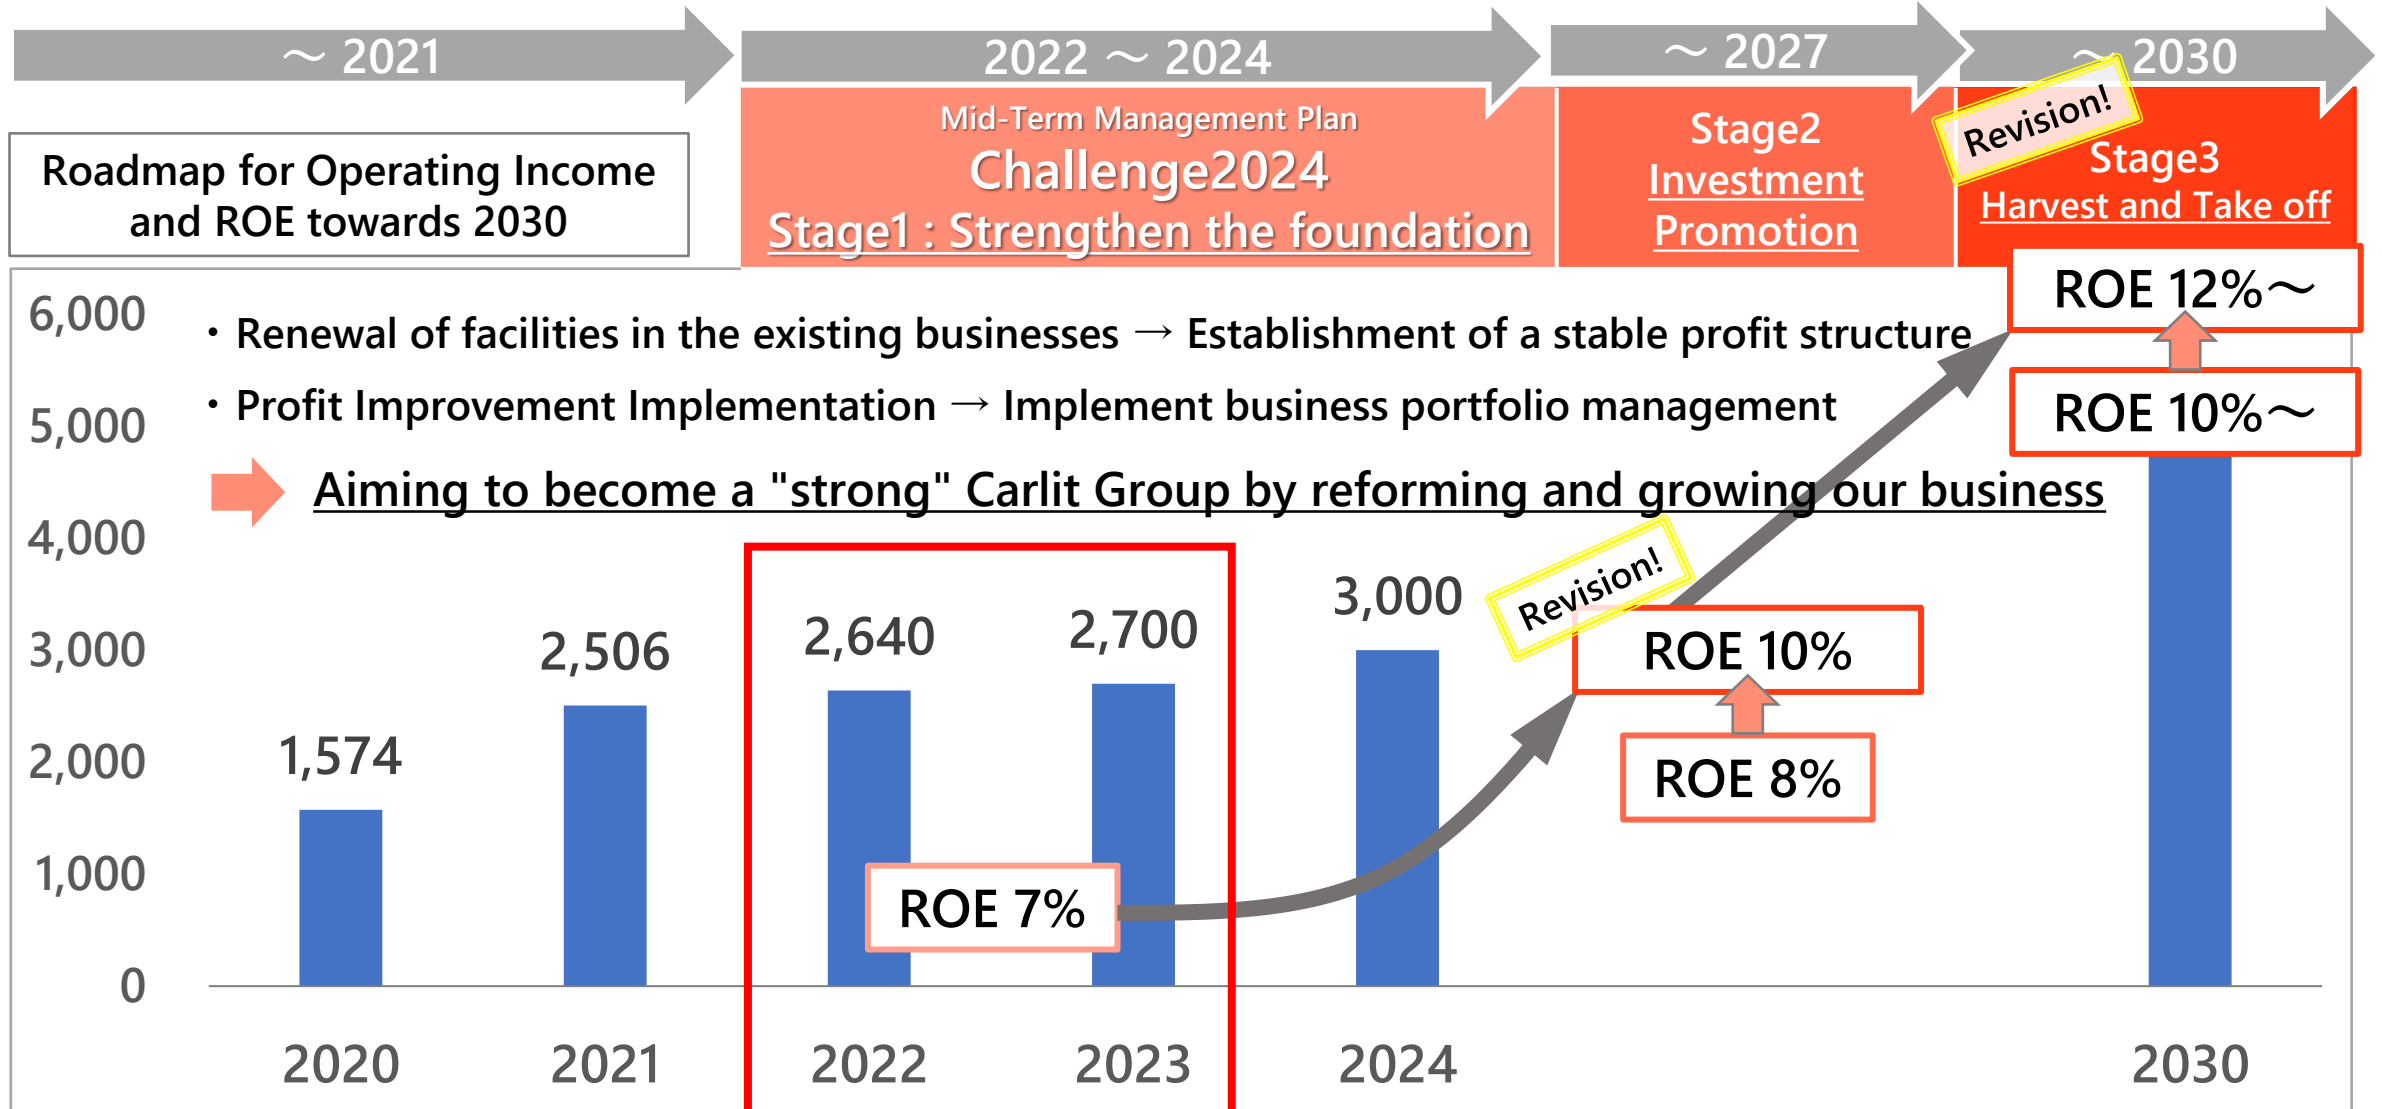 ～ 2021
2022 ～ 2024
～ 2027
～ 2030
Roadmap for Operating Income
and ROE towards 2030
Mid-Term Management Plan
Challenge2024
Stage1 : Strengthen the foundation
Stage2
Investment
Promotion
Revision!
Stage3
Harvest and Take off
ROE 12%～
ROE 10%～
・ Renewal of facilities in the existing businesses → Establishment of a stable profit structure
・ Profit Improvement Implementation → Implement business portfolio management
Aiming to become a "strong" Carlit Group by reforming and growing our business
6,000
5,000
4,000
3,000
2,000
1,000
0
1,574
2,506
2,640
2,700
3,000
Revision!
ROE 10%
ROE 8%
ROE 7%
2020
2021
2022
2023
2024
2030